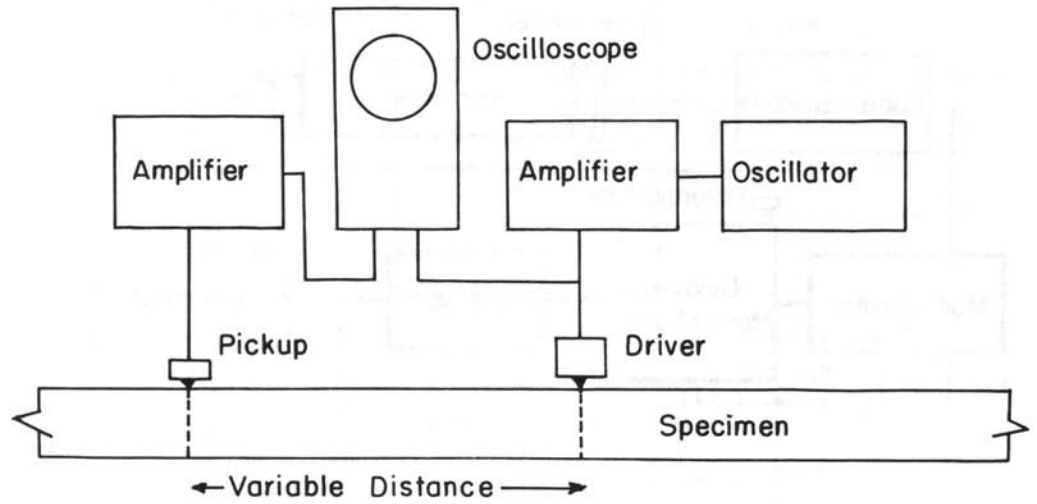 Oscilloscope
Amplifier
Amplifier
Oscillator
Pickup
Driver
Specimen
Variable Distance